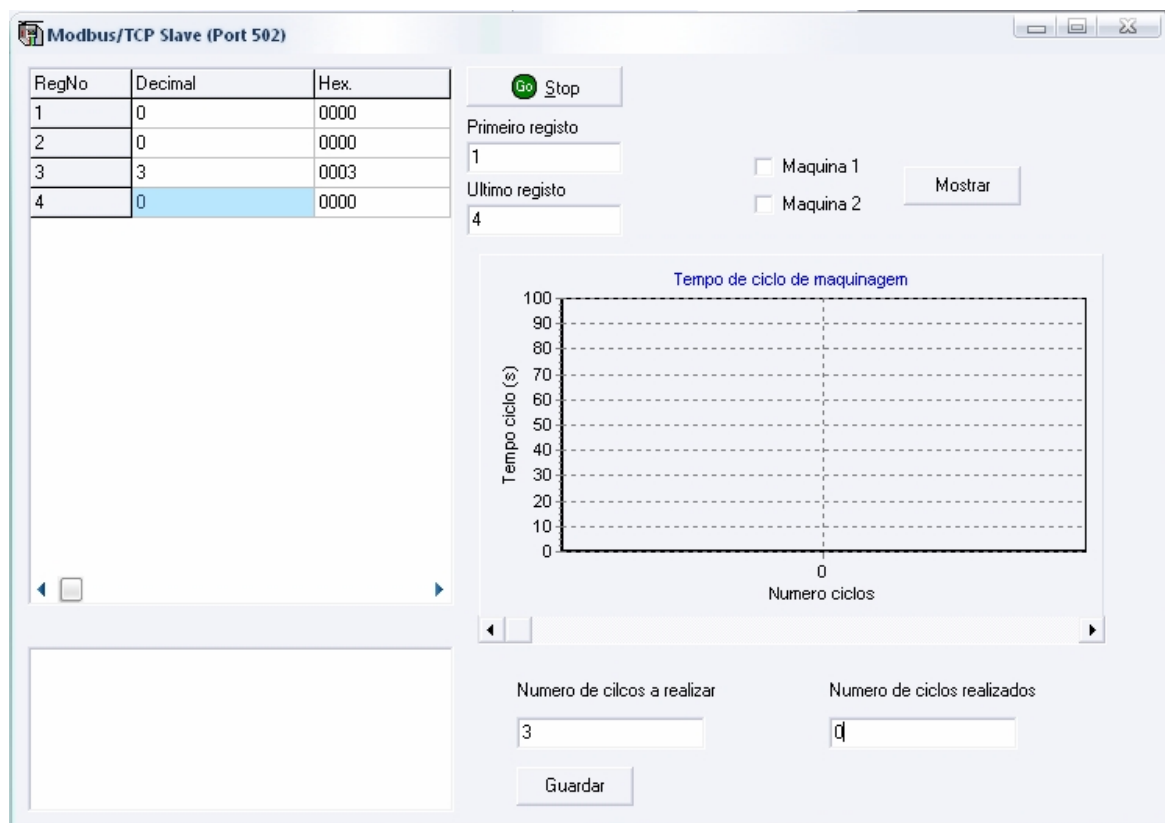 Modbus/TCP Slave (Port 502)
RegNo Decimal Hex.
1 0 0000
2 0 0000
3 3 0003
4 0 0000
Go Stop
Primeiro registo
1
Ultimo registo
4
Maquina 1
Maquina 2
Mostrar
Tempo de ciclo de maquinagem
Tempo ciclo (s)
100
90
80
70
60
50
40
30
20
10
0
0
Numero ciclos
Numero de cilcos a realizar
3
Numero de ciclos realizados
0
Guardar